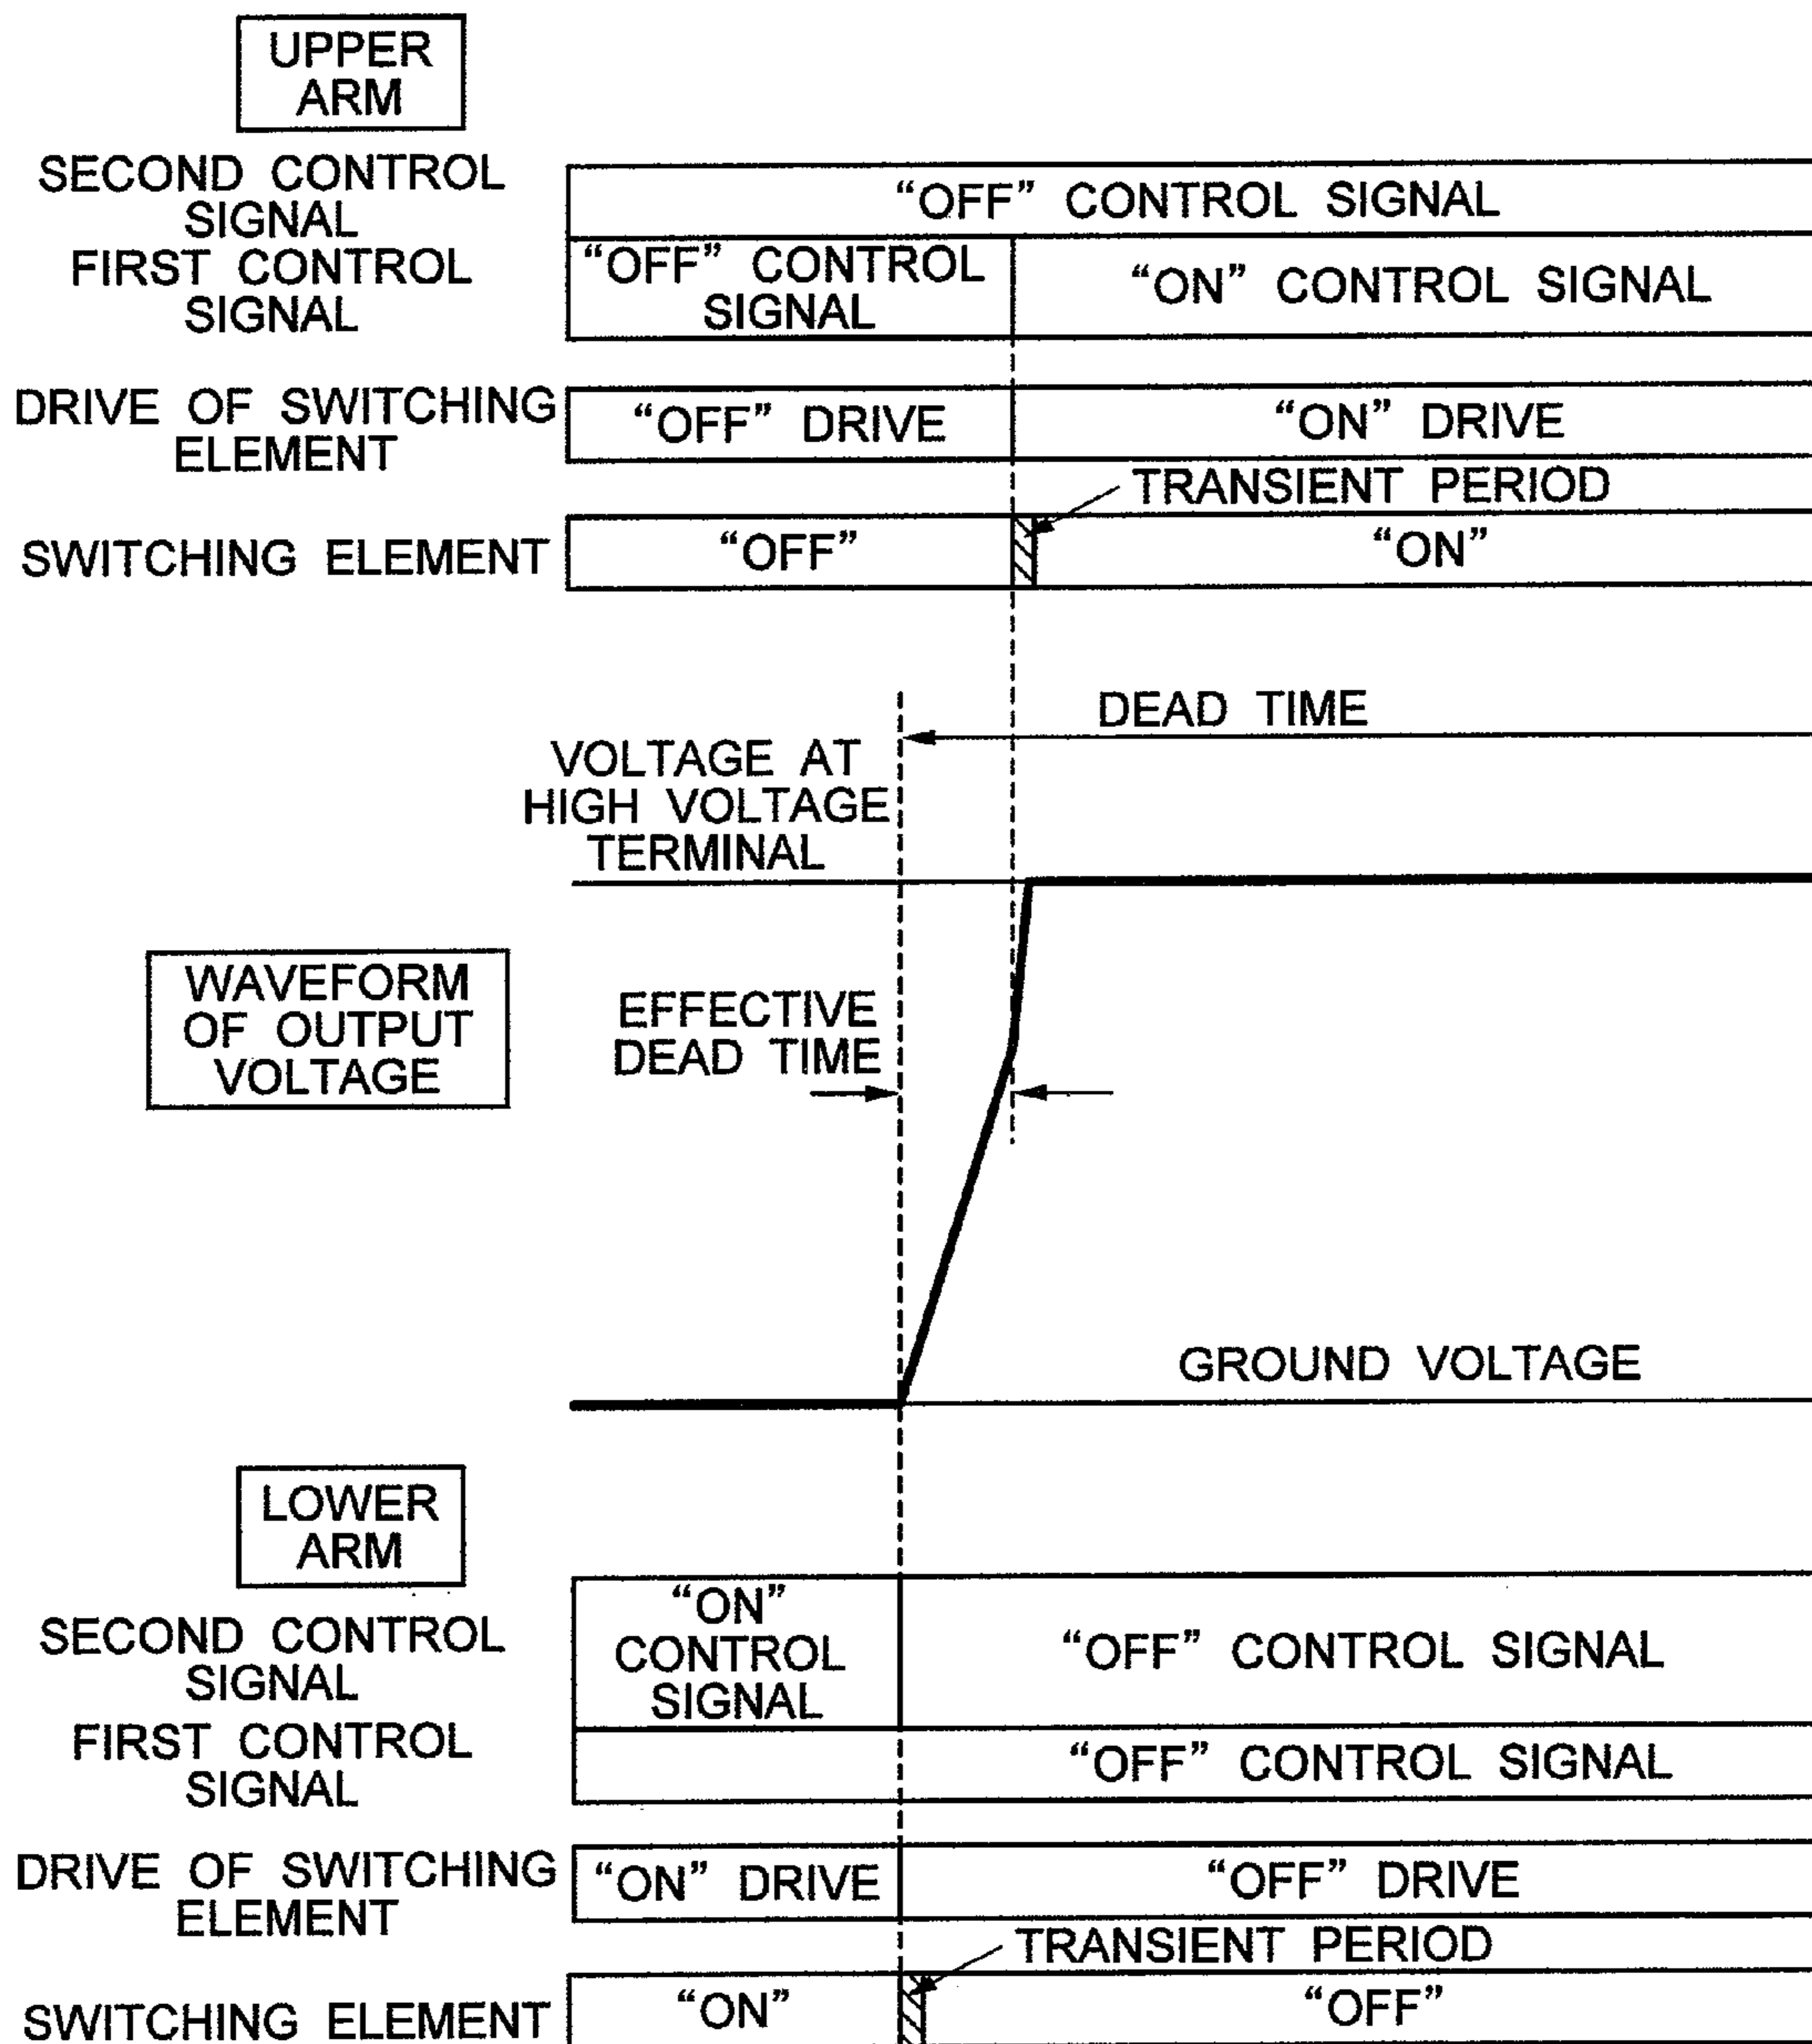 UPPER
ARM
SECOND CONTROL
SIGNAL
“OFF” CONTROL SIGNAL
FIRST CONTROL
SIGNAL
“OFF” CONTROL
SIGNAL
“ON” CONTROL SIGNAL
DRIVE OF SWITCHING
ELEMENT
“OFF” DRIVE
“ON” DRIVE
TRANSIENT PERIOD
SWITCHING ELEMENT
“OFF”
“ON”
DEAD TIME
VOLTAGE AT
HIGH VOLTAGE
TERMINAL
WAVEFORM
OF OUTPUT
VOLTAGE
EFFECTIVE
DEAD TIME
GROUND VOLTAGE
LOWER
ARM
SECOND CONTROL
SIGNAL
“ON”
CONTROL
SIGNAL
“OFF” CONTROL SIGNAL
FIRST CONTROL
SIGNAL
“OFF” CONTROL SIGNAL
DRIVE OF SWITCHING
ELEMENT
“ON” DRIVE
“OFF” DRIVE
TRANSIENT PERIOD
SWITCHING ELEMENT
“ON”
“OFF”